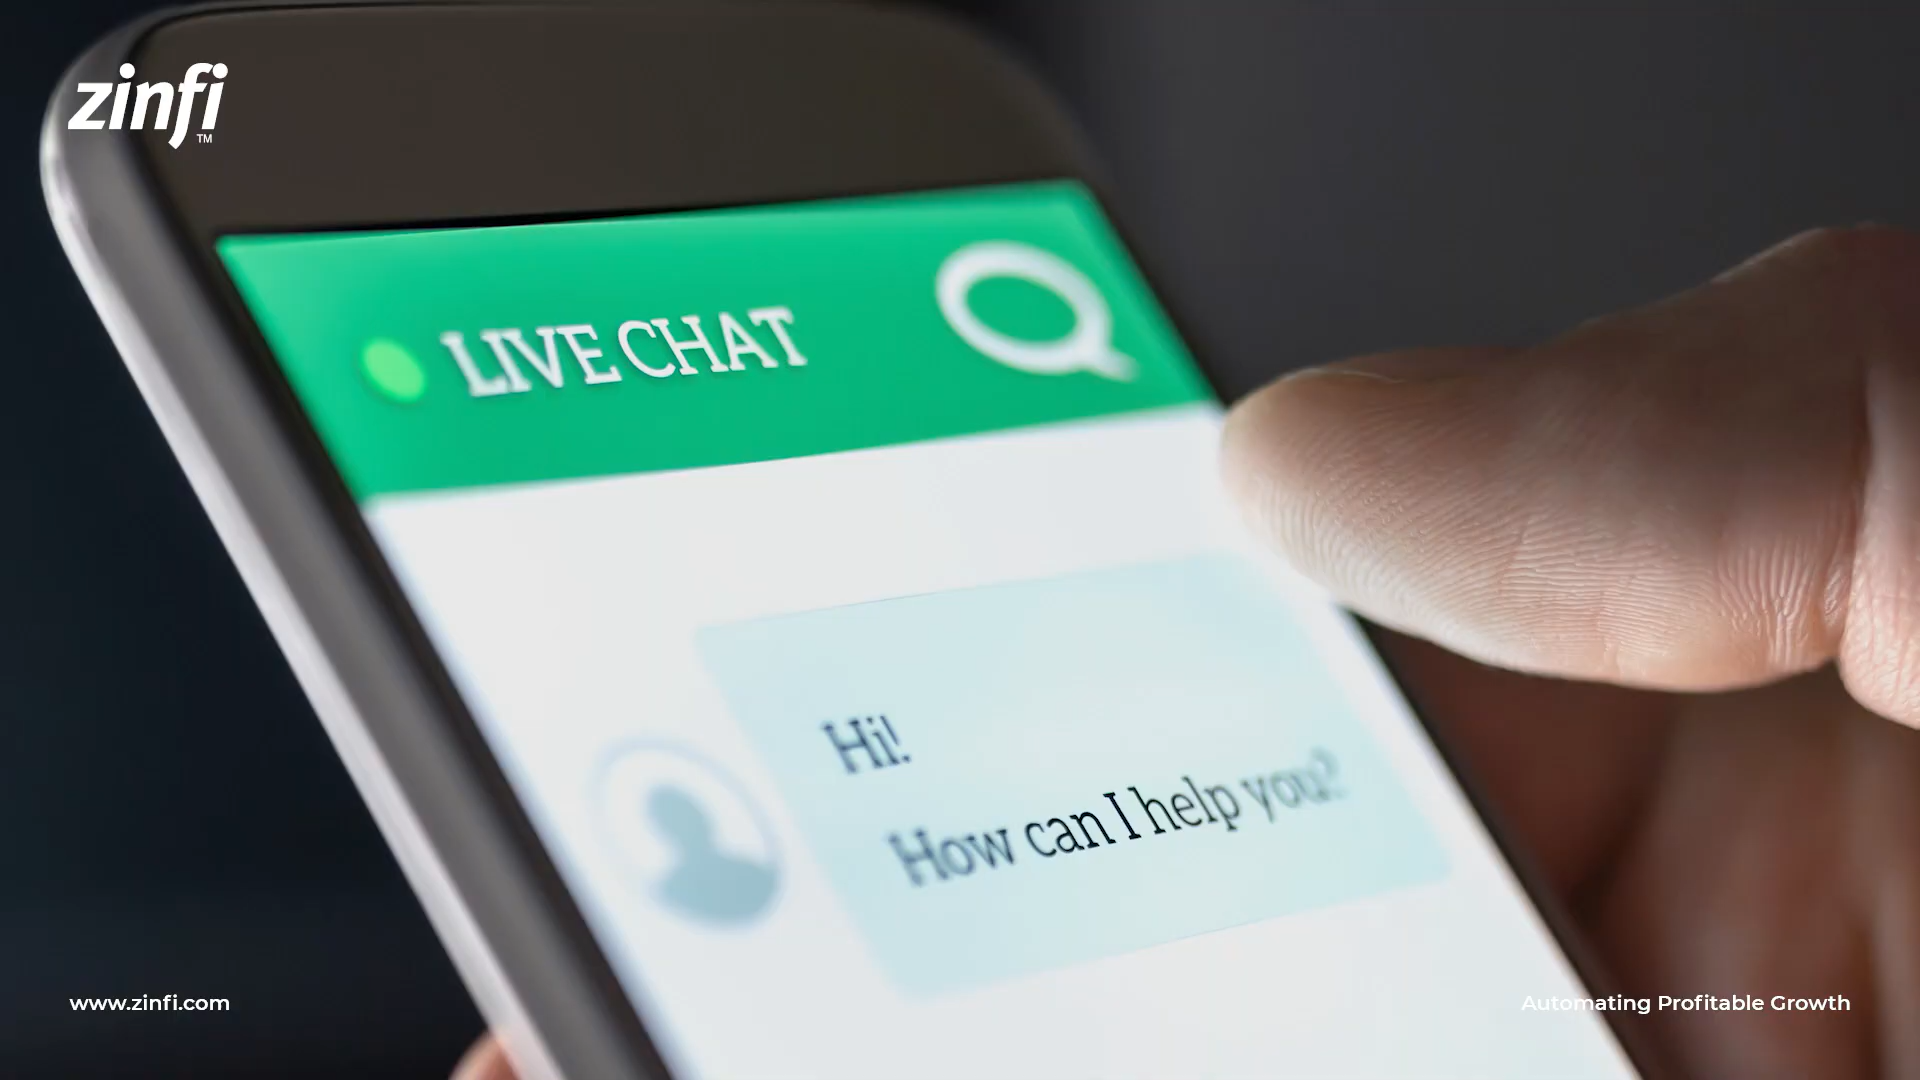 zinfi
TM
LIVE CHAT
Hi!
How can I help you?
www.zinfi.com
Automating Profitable Growth